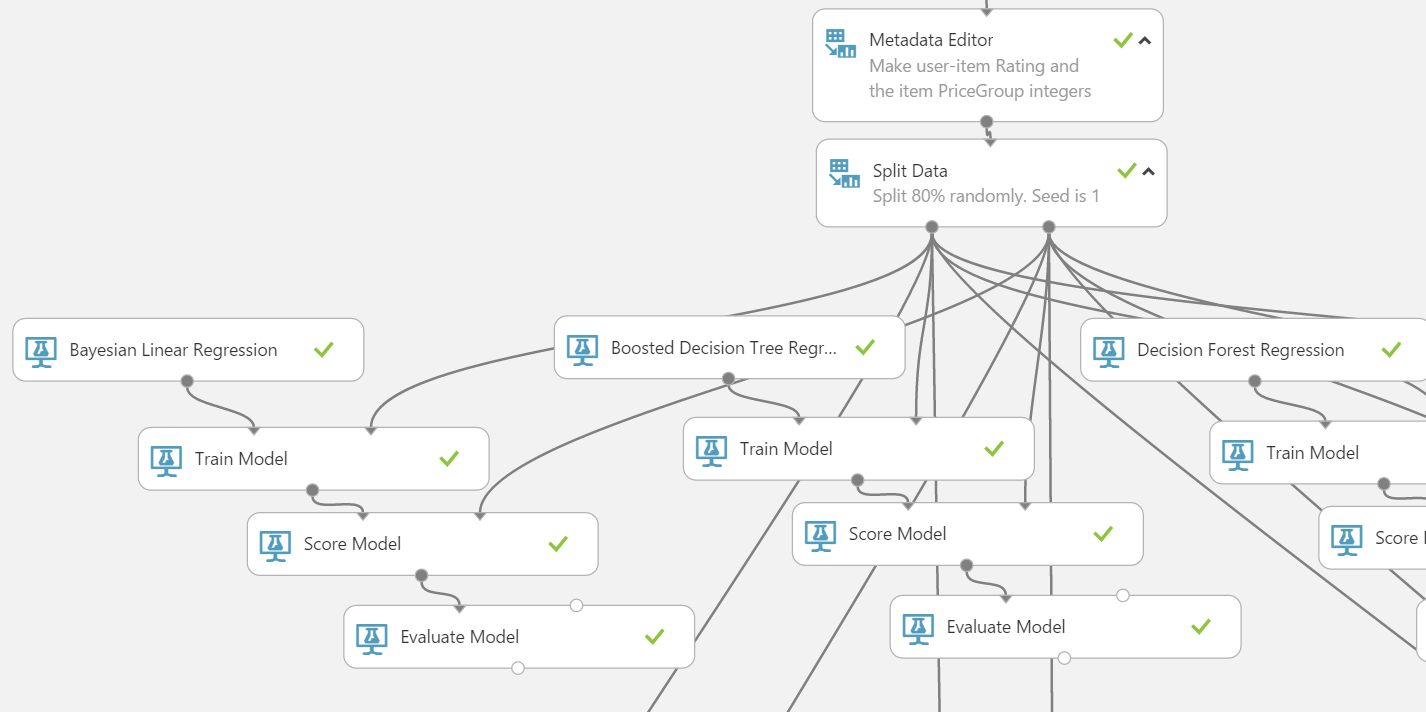 Metadada Editor
Make user-item Rating and
the item PriceGroup integers
Split Data
Split 80% randomly. Seed is 1
Bayesian Linear Regression
Boosted Decision Tree Regr...
Decision Forest Regression
Train Model
Train Model
Train Model
Score Model
Score Model
Score
Evaluate Model
Evaluate Model